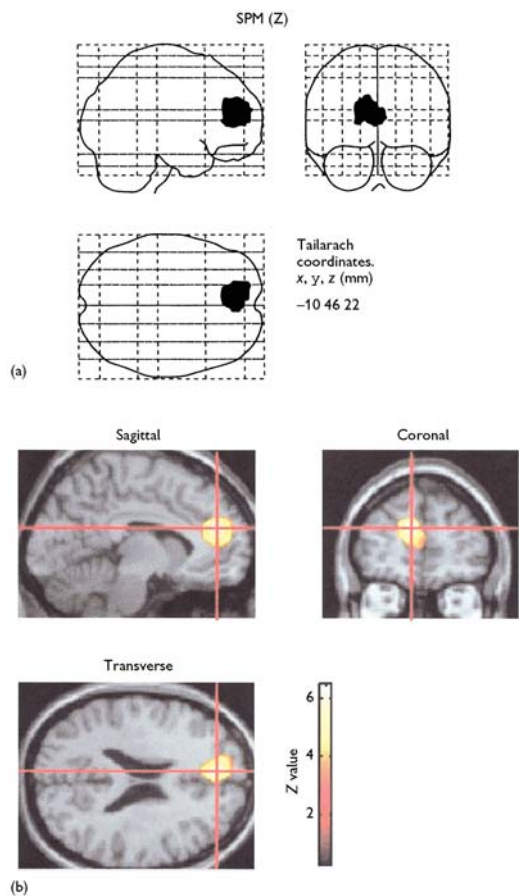 SPM (Z)
Tailarach
coordinates.
x, y, z (mm)
–10 46 22
(a)
Sagittal
Coronal
Transverse
6
4
2
Z value
(b)